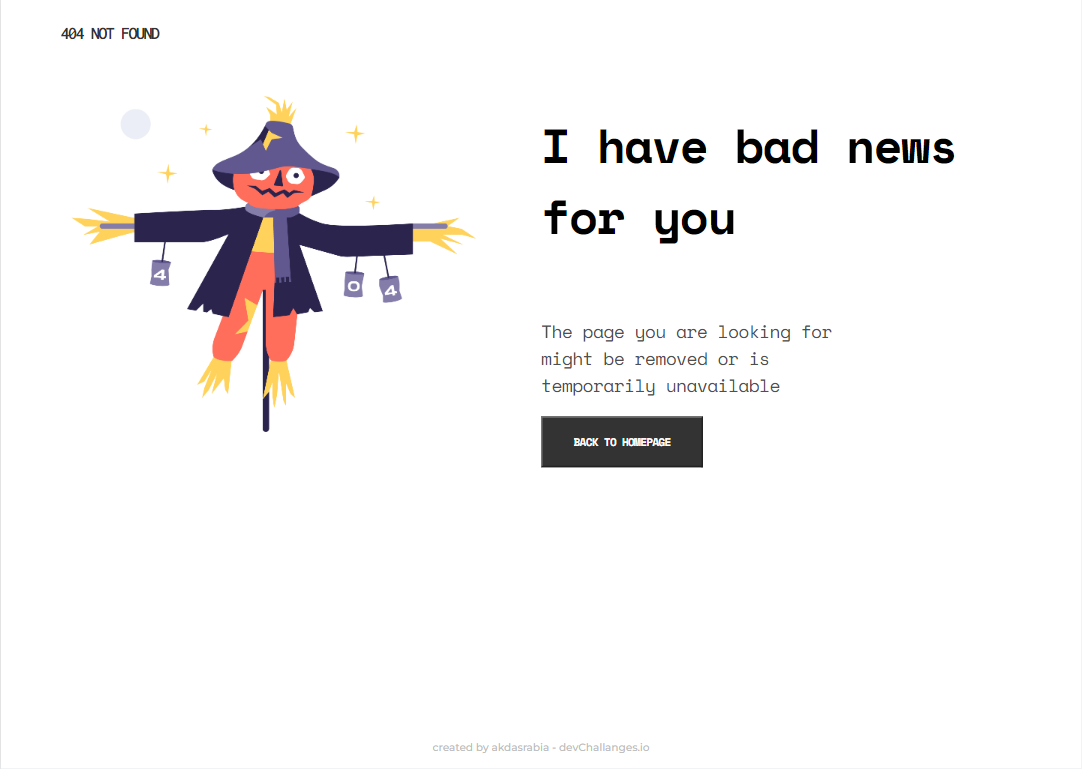 404 NOT FOUND
I have bad news
for you
4
0
4
The page you are looking for
might be removed or is
temporarily unavailable
BACK TO HOMEPAGE
created by akdasrabia - devChallanges.io